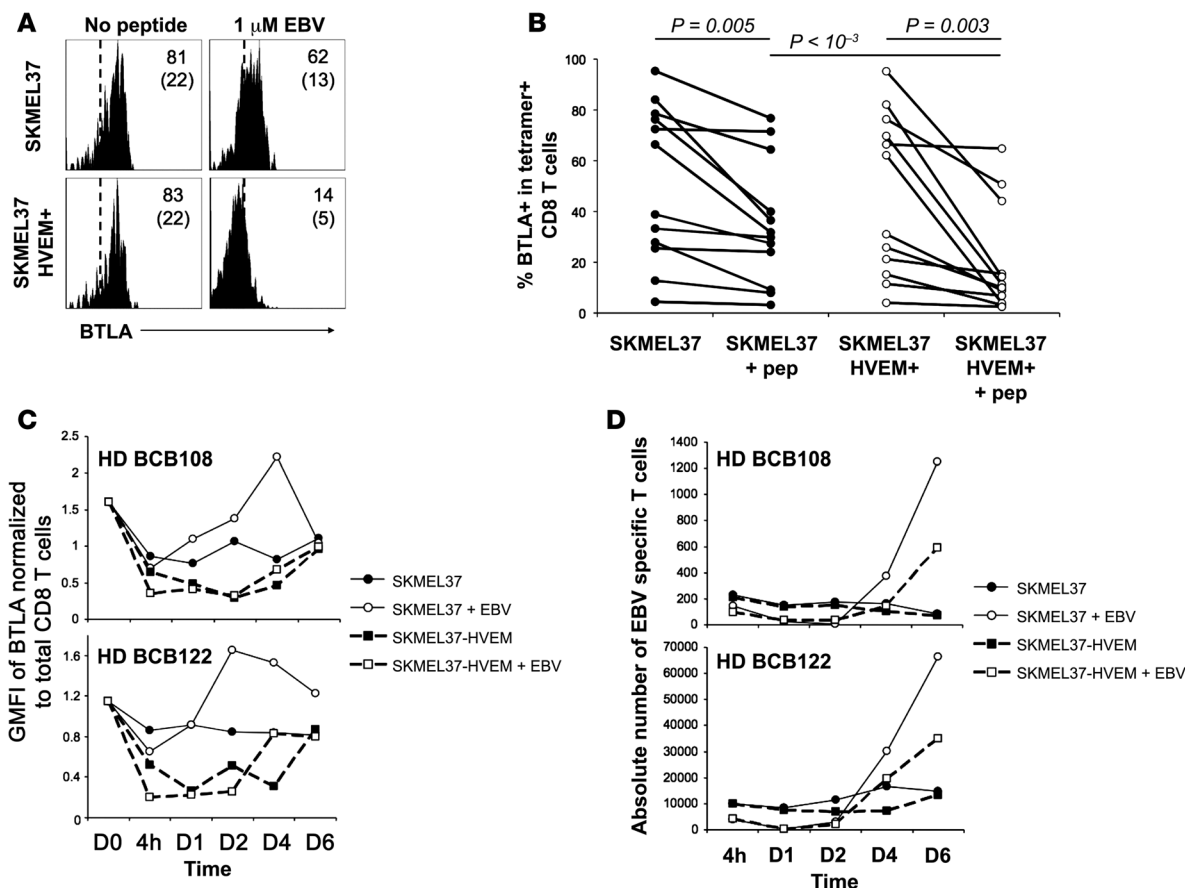 A
No peptide
1 μM EBV
SKMEL37
81
(22)
62
(13)
SKMEL37
HVEM+
83
(22)
14
(5)
BTLA
B
P = 0.005
P = 0.003
P < 10⁻³
% BTLA+ in tetramer+
CD8 T cells
100
80
60
40
20
0
SKMEL37
SKMEL37
+ pep
SKMEL37
HVEM+
SKMEL37
HVEM+
+ pep
C
GMFI of BTLA normalized
to total CD8 T cells
2.5
2
1.5
1
0.5
0
HD BCB108
1.6
1.2
0.8
0.4
0
HD BCB122
D0 4h D1 D2 D4 D6
Time
SKMEL37
SKMEL37 + EBV
SKMEL37-HVEM
SKMEL37-HVEM + EBV
D
Absolute number of EBV specific T cells
1400
1200
1000
800
600
400
200
0
HD BCB108
70000
60000
50000
40000
30000
20000
10000
0
HD BCB122
4h D1 D2 D4 D6
Time
SKMEL37
SKMEL37 + EBV
SKMEL37-HVEM
SKMEL37-HVEM + EBV